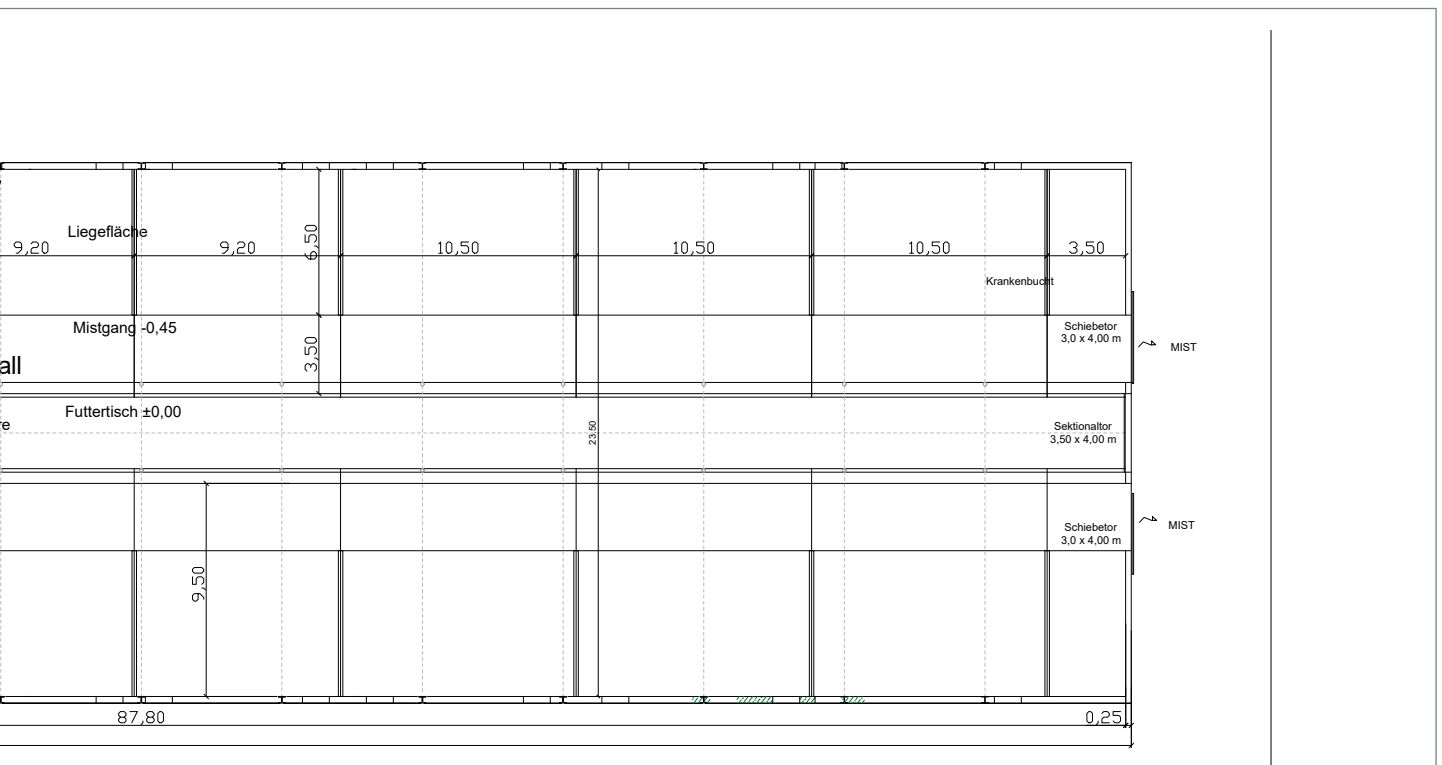 Liegefläche
9,20
9,20
6,50
10,50
10,50
10,50
3,50
Krankenbucht
Mistgang -0,45
3,50
Schiebetor
3,0 x 4,00 m
MIST
all
Futtertisch ±0,00
re
23.50
Sektionaltor
3,50 x 4,00 m
Schiebetor
3,0 x 4,00 m
MIST
9,50
87,80
0,25